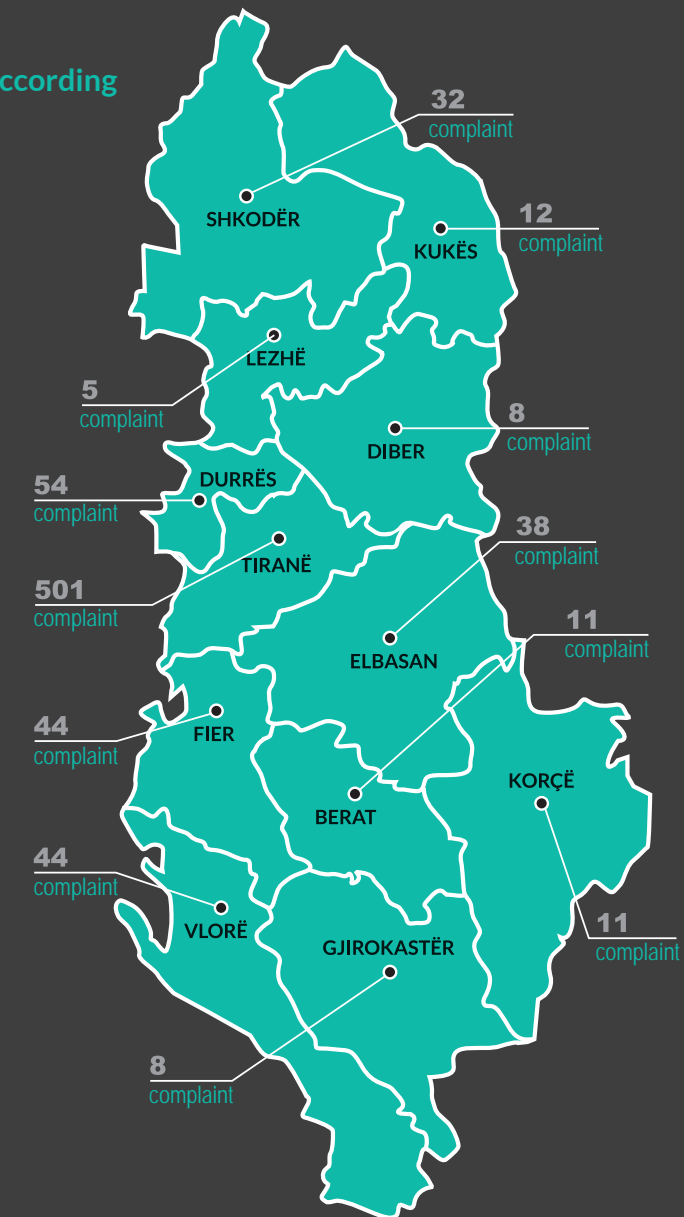 ccording
32
complaint
SHKODËR
12
complaint
KUKËS
LEZHË
5
complaint
8
complaint
DIBER
DURRËS
54
complaint
38
complaint
TIRANË
501
complaint
11
complaint
ELBASAN
44
complaint
FIER
KORÇË
BERAT
44
complaint
VLORË
11
complaint
GJIROKASTËR
8
complaint